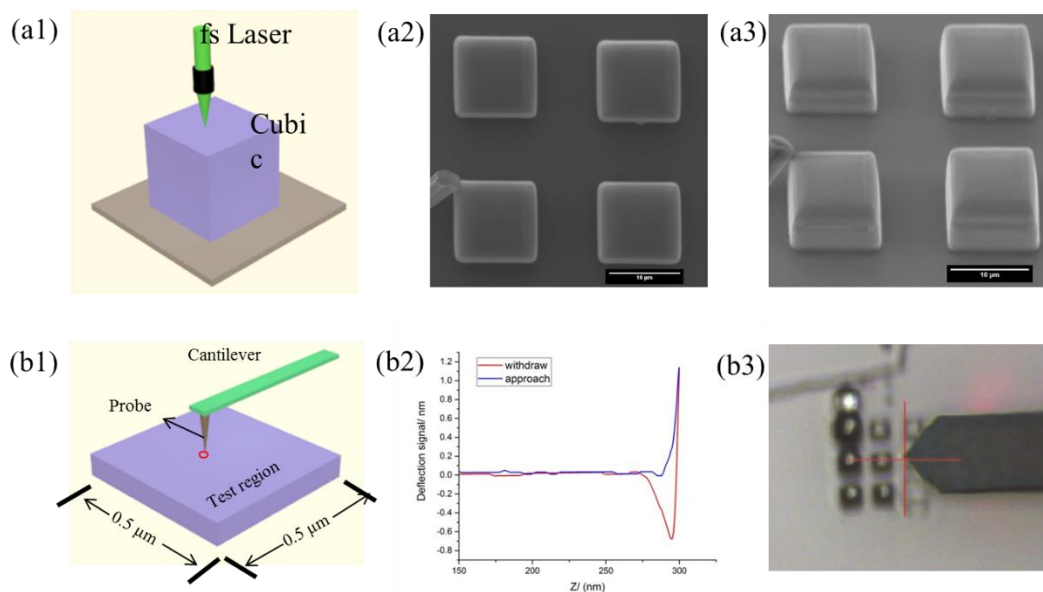 (a1)
fs Laser
Cubi
c
(a2)
10 μm
(a3)
10 μm
(b1)
Cantilever
Probe
Test region
0.5 μm
0.5 μm
(b2)
withdraw
approach
Deflection signal/ nm
1.2
1.0
0.8
0.6
0.4
0.2
0.0
-0.2
-0.4
-0.6
-0.8
150
200
250
300
Z/ (nm)
(b3)